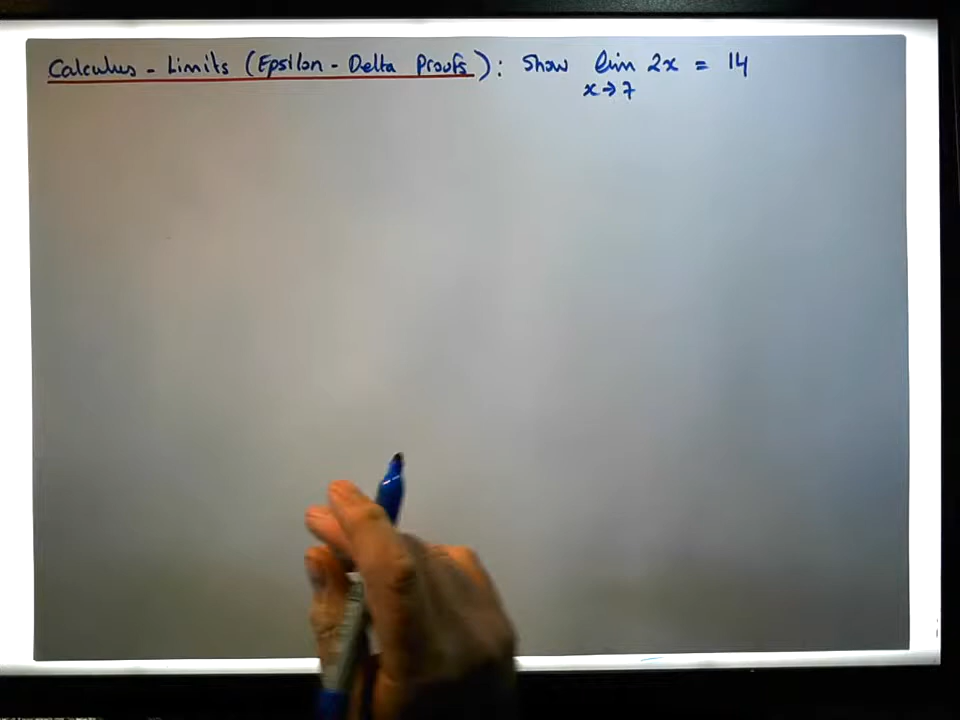 Calculus - Limits (Epsilon - Delta Proofs): Show lim 2x = 14
x→7